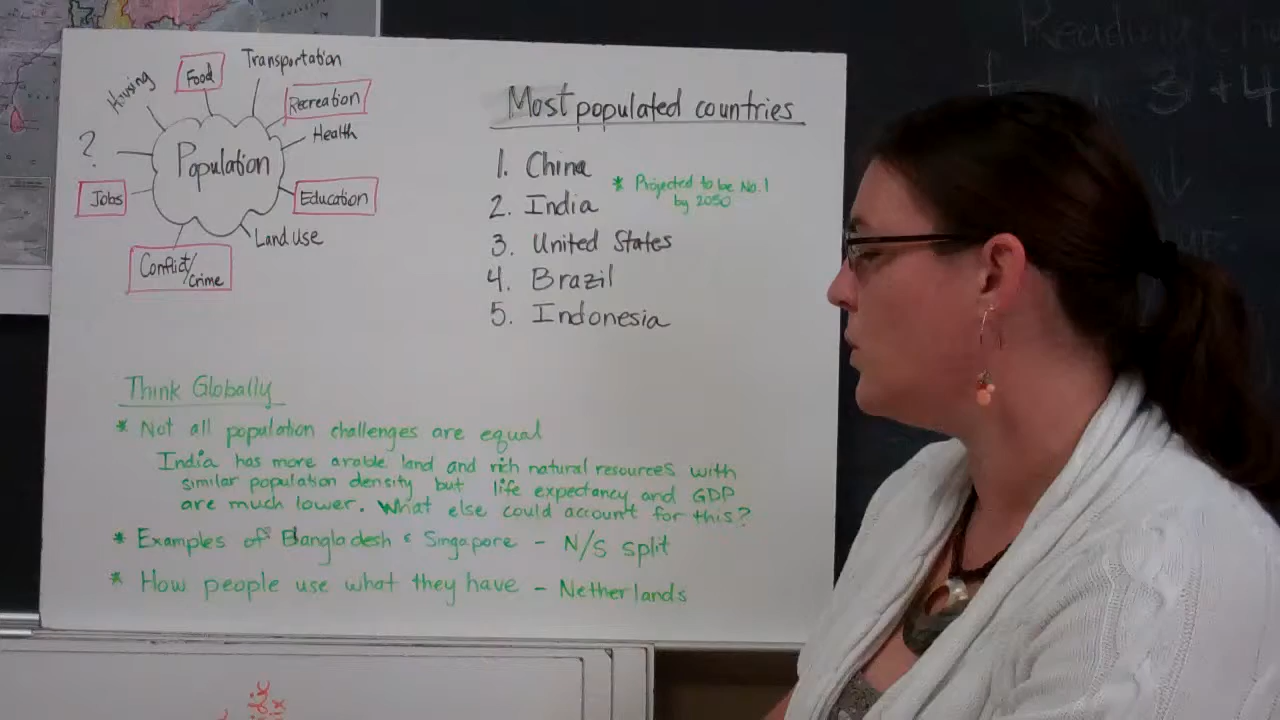 Housing
Food
Transportation
Recreation
Health
?
Population
Jobs
Education
Conflict/
Crime
Land Use
Most populated countries
1. China
* Projected to be No. 1
by 2050
2. India
3. United States
4. Brazil
5. Indonesia
Think Globally
* Not all population challenges are equal
India has more arable land and rich natural resources with
similar population density but life expectancy and GDP
are much lower. What else could account for this?
* Examples of Bangladesh & Singapore - N/S split
* How people use what they have - Netherlands
Reading
3 + 4